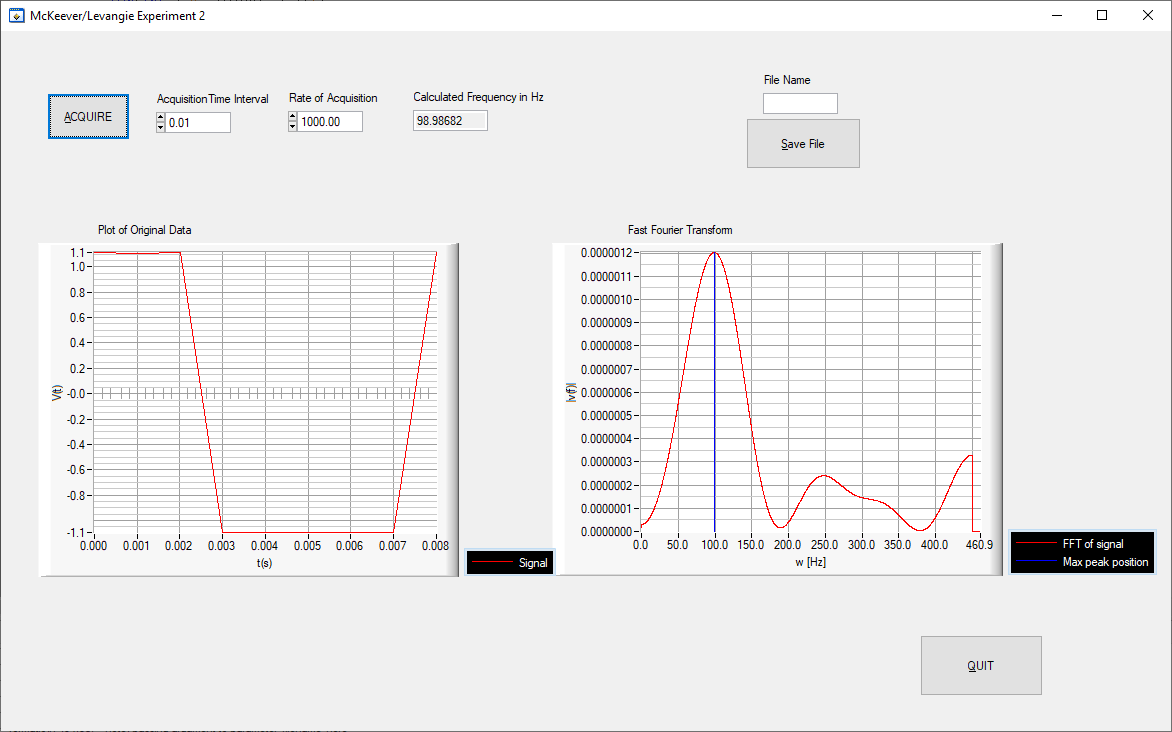 McKeever/Levangie Experiment 2
ACQUIRE
AcquisitionTime Interval
0.01
Rate of Acquisition
1000.00
Calculated Frequency in Hz
98.98682
File Name
Save File
Plot of Original Data
1.1
1.0
0.8
0.6
0.4
0.2
-0.0
-0.2
-0.4
-0.6
-0.8
-1.1
V(t)
0.000 0.001 0.002 0.003 0.004 0.005 0.006 0.007 0.008
t(s)
Signal
Fast Fourier Transform
0.0000012
0.0000011
0.0000010
0.0000009
0.0000008
0.0000007
0.0000006
0.0000005
0.0000004
0.0000003
0.0000002
0.0000001
0.0000000
|v(f)|
0.0 50.0 100.0 150.0 200.0 250.0 300.0 350.0 400.0 460.9
w [Hz]
FFT of signal
Max peak position
QUIT